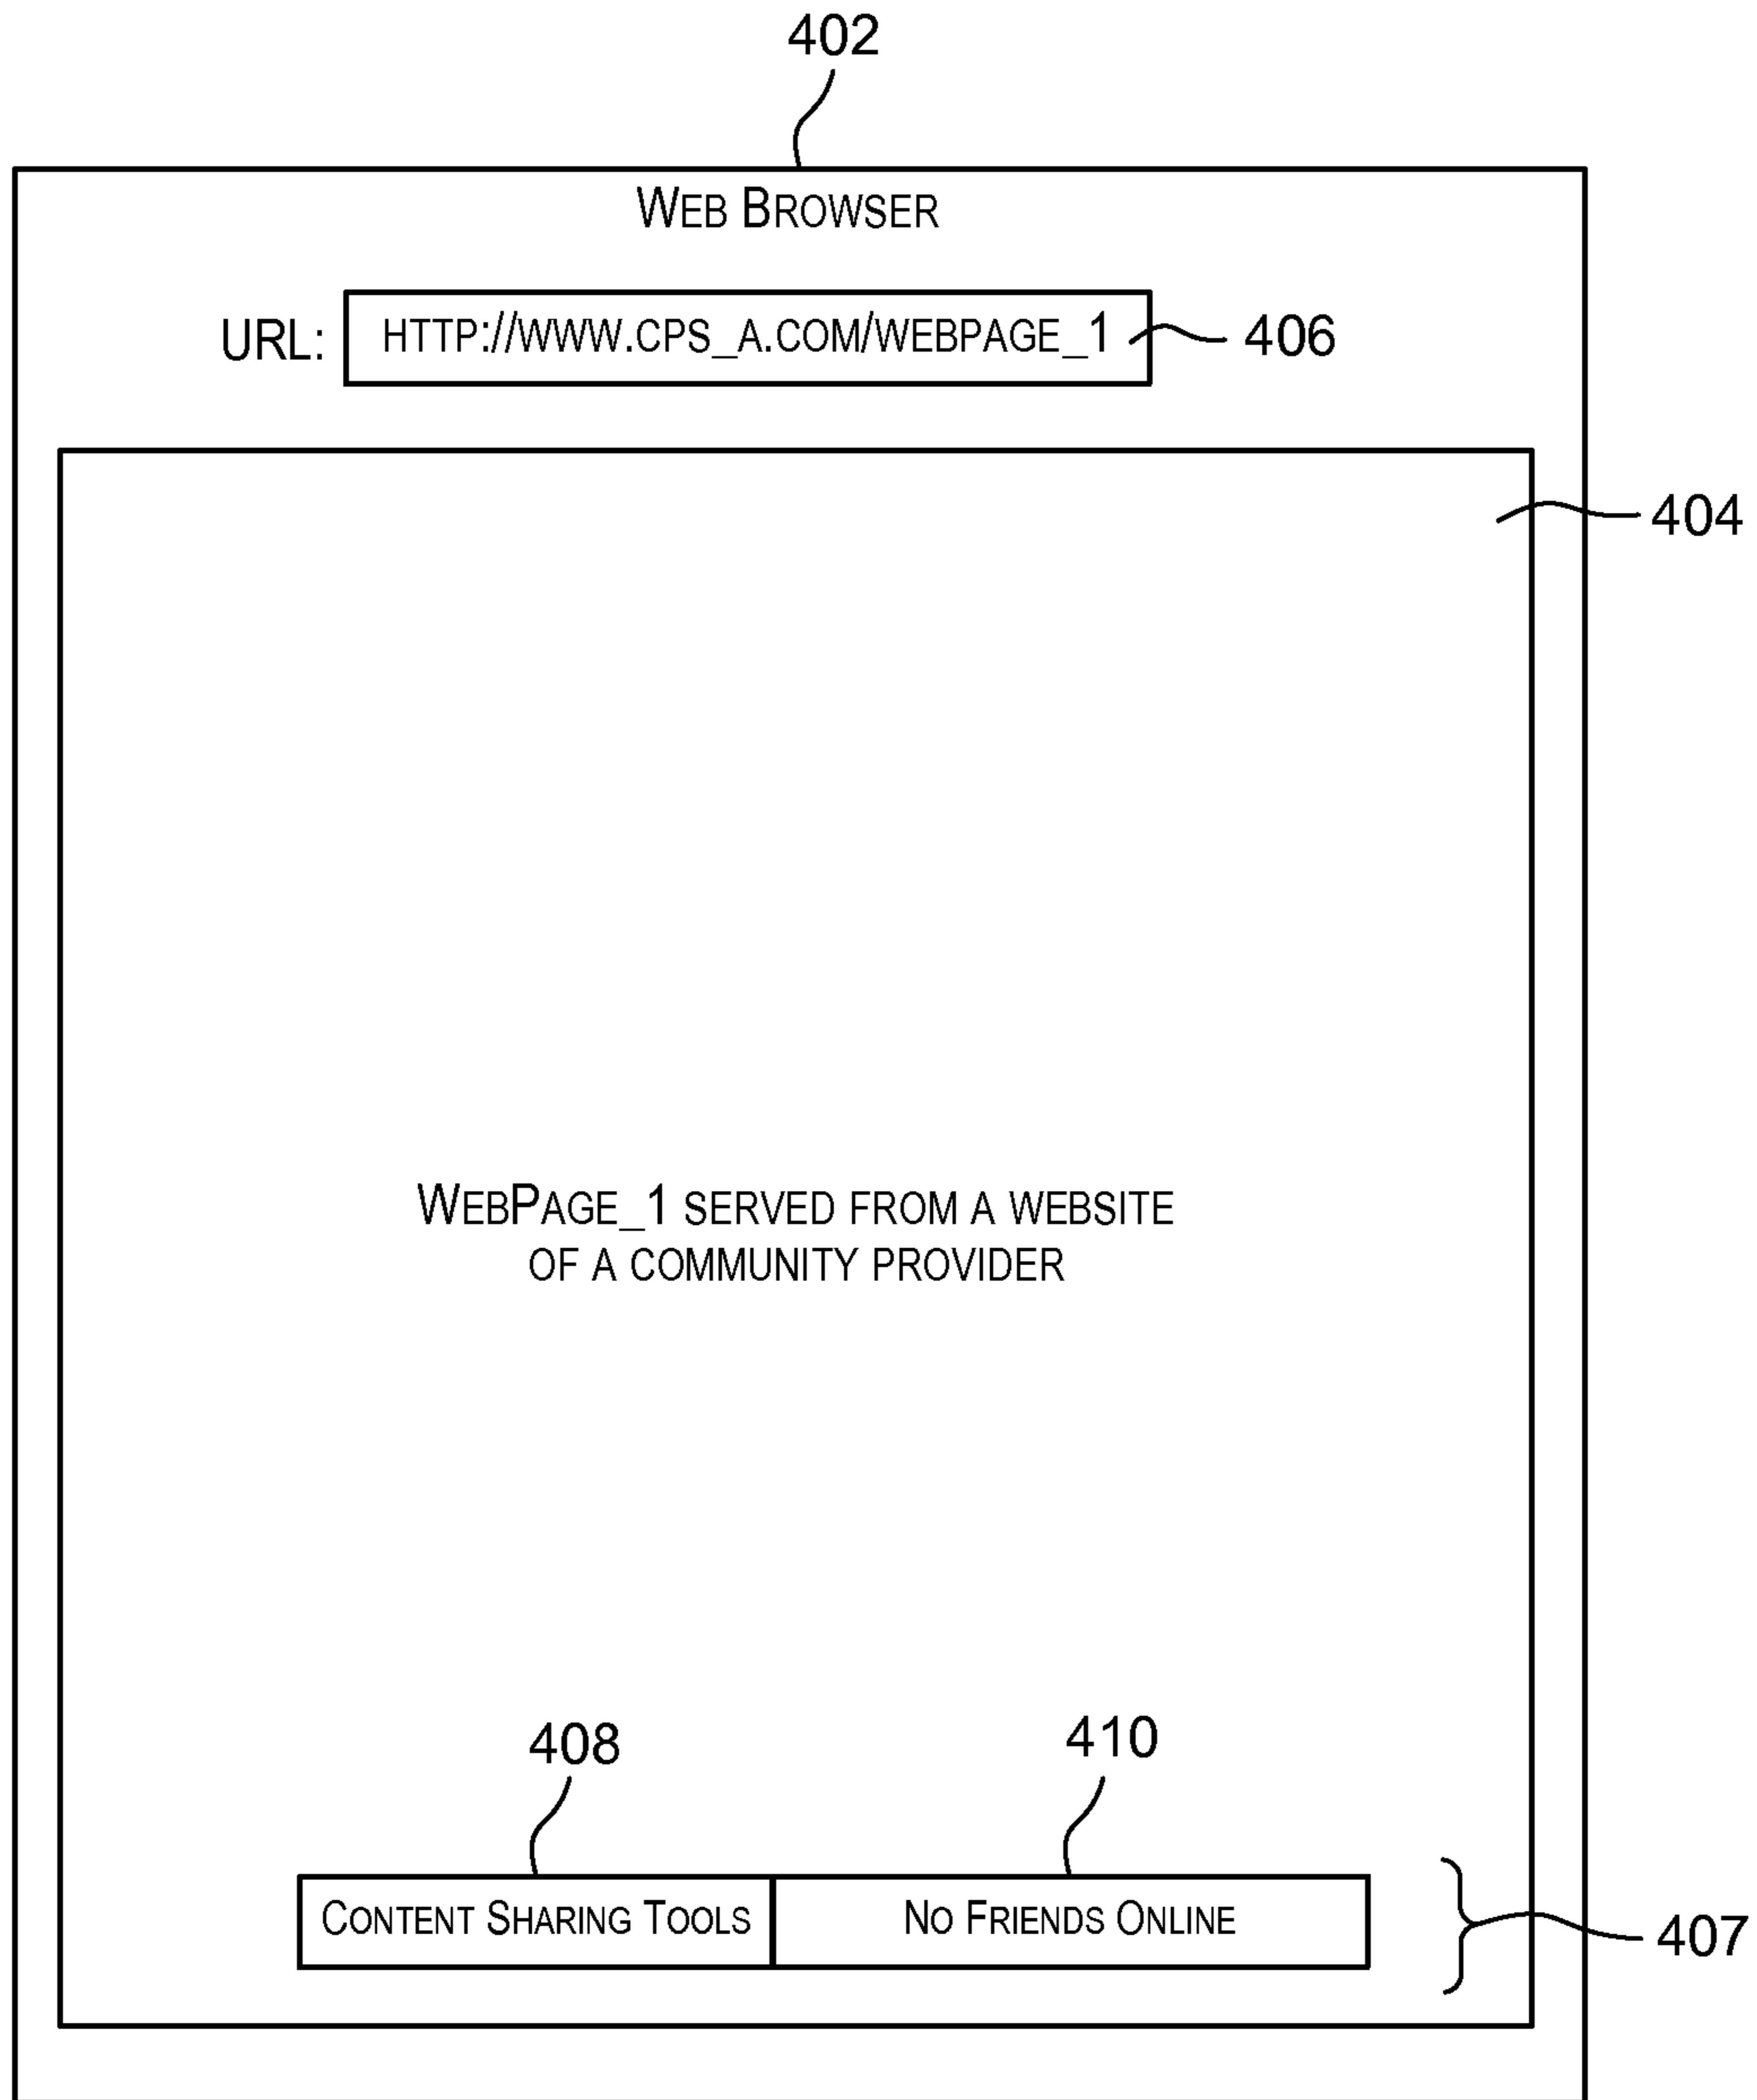 402
WEB BROWSER
URL: HTTP://WWW.CPS_A.COM/WEBPAGE_1 406
404
WEBPAGE_1 SERVED FROM A WEBSITE
OF A COMMUNITY PROVIDER
408 410
CONTENT SHARING TOOLS NO FRIENDS ONLINE
407